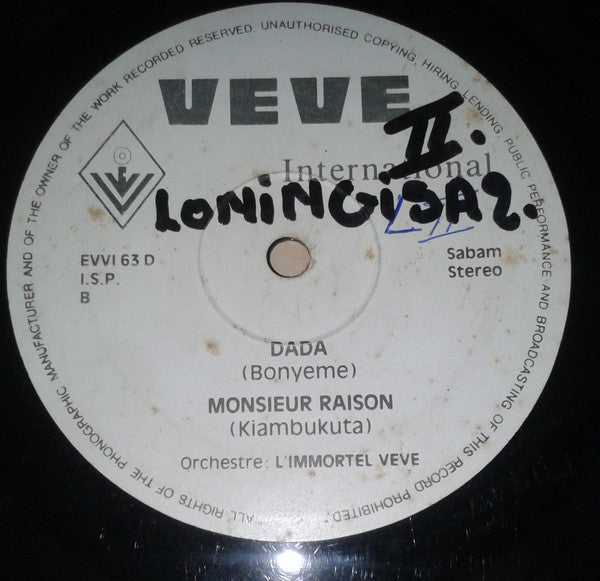 "ALL RIGHTS OF THE PHONOGRAPHIC MANUFACTURER AND OF THE OWNER OF THE WORK RECORDED RESERVED. UNAUTHORISED COPYING, HIRING, LENDING, PUBLIC PERFORMANCE AND BROADCASTING OF THIS RECORD PROHIBITED"
VEVE
II.
International
LONiNGiSA 2.
EVVI 63 D
I.S.P.
B
Sabam
Stereo
DADA
(Bonyeme)
MONSIEUR RAISON
(Kiambukuta)
Orchestre: L'IMMORTEL VEVE